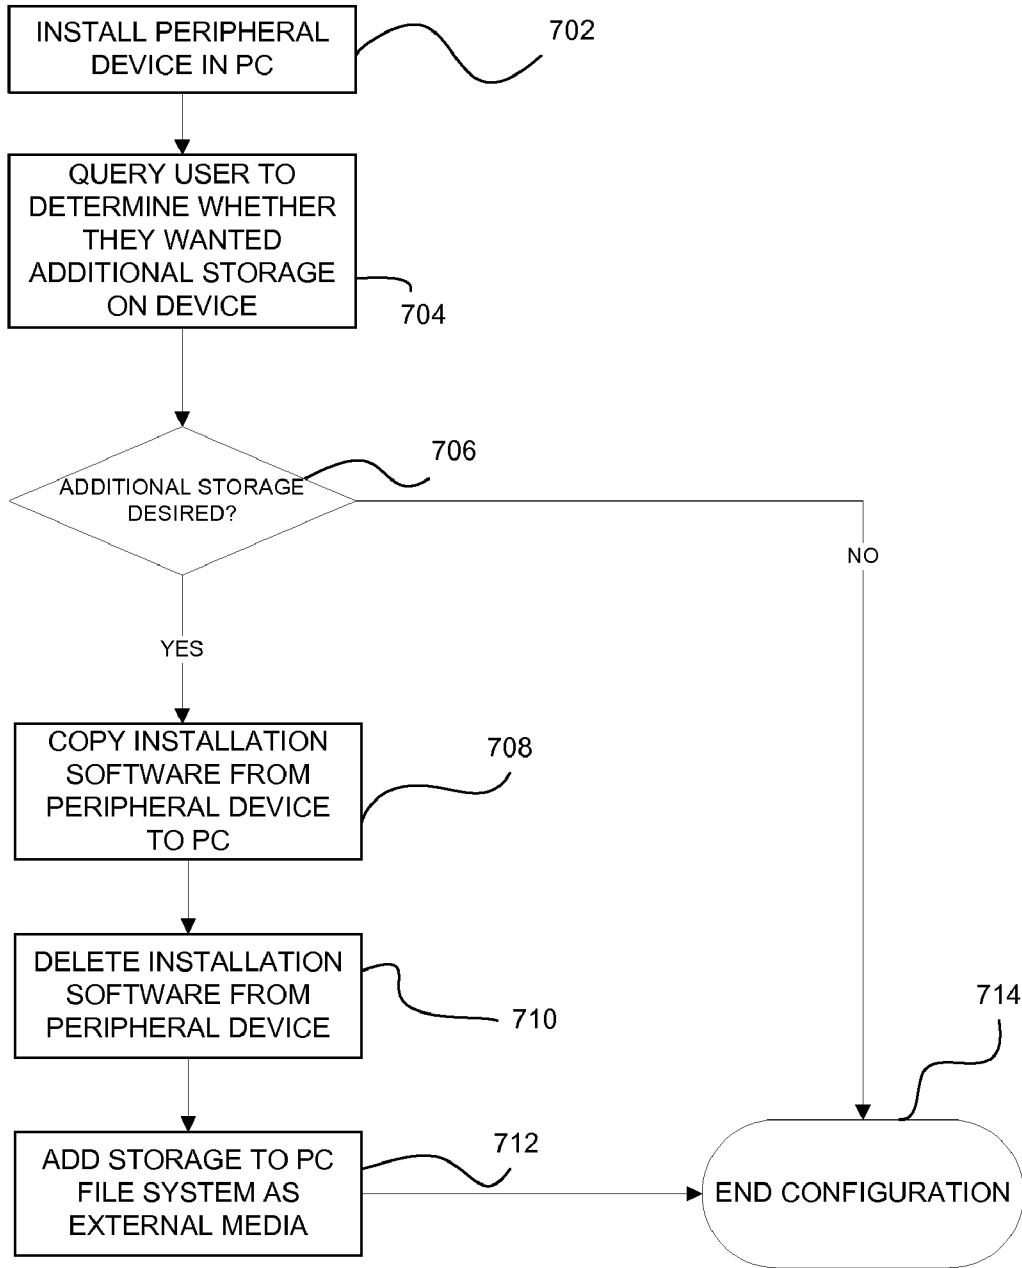 INSTALL PERIPHERAL
DEVICE IN PC
702
QUERY USER TO
DETERMINE WHETHER
THEY WANTED
ADDITIONAL STORAGE
ON DEVICE
704
706
ADDITIONAL STORAGE
DESIRED?
NO
YES
COPY INSTALLATION
SOFTWARE FROM
PERIPHERAL DEVICE
TO PC
708
DELETE INSTALLATION
SOFTWARE FROM
PERIPHERAL DEVICE
710
714
ADD STORAGE TO PC
FILE SYSTEM AS
EXTERNAL MEDIA
712
END CONFIGURATION